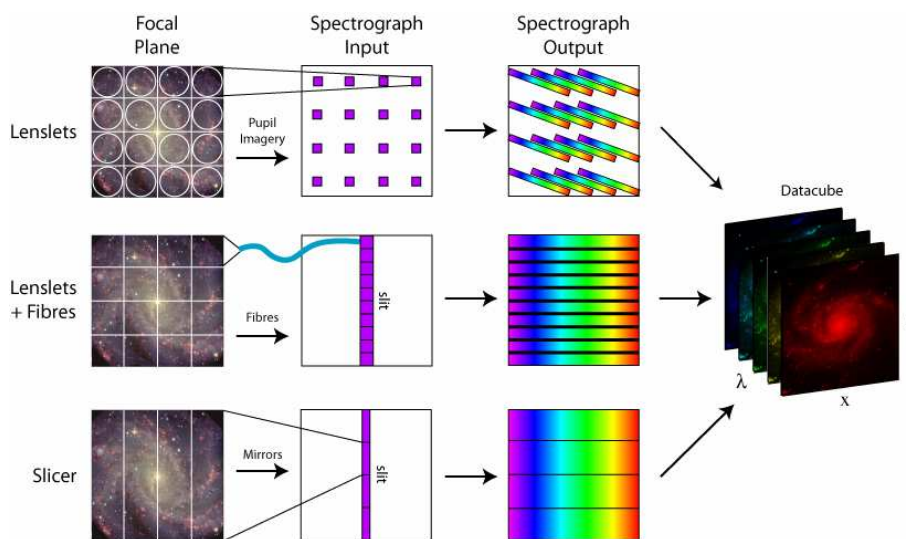 Focal
Plane
Spectrograph
Input
Spectrograph
Output
Lenslets
Pupil
Imagery
Datacube
Lenslets
+ Fibres
Fibres
slit
λ
x
Slicer
Mirrors
slit